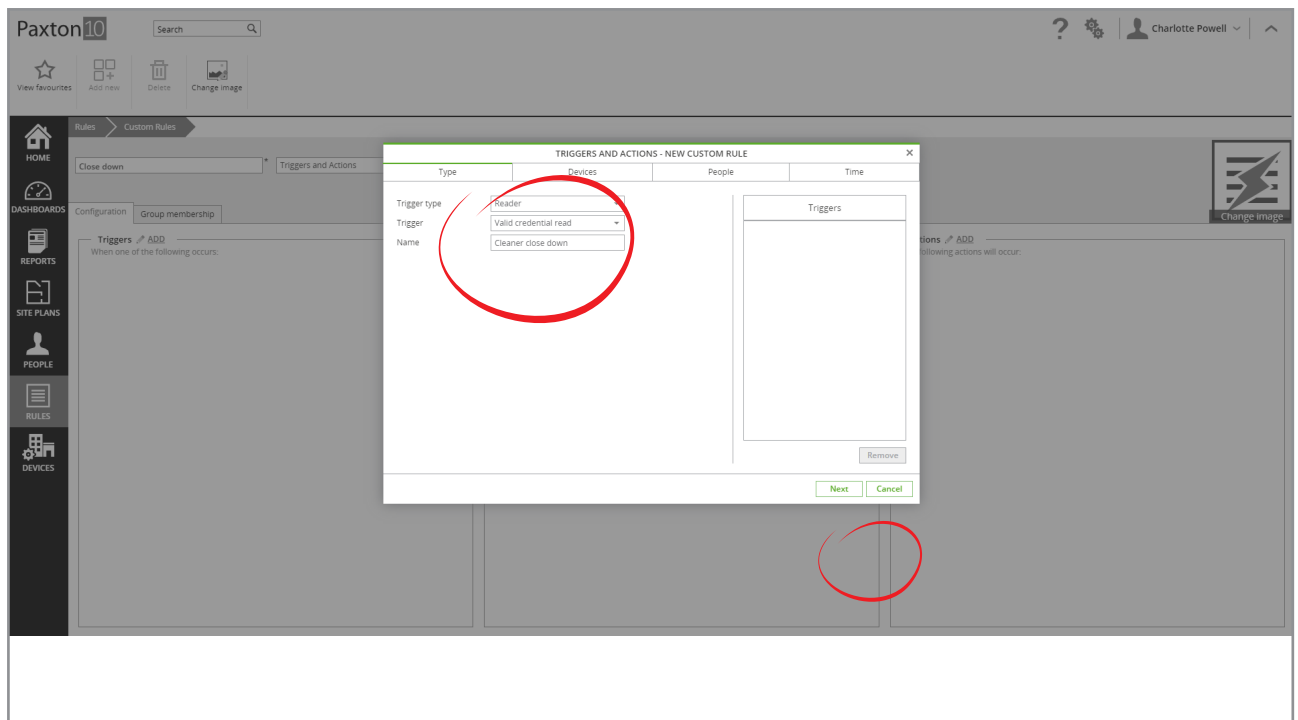 Paxton10
Search
Charlotte Powell
View favourites
Add new
Delete
Change image
Rules
Custom Rules
HOME
DASHBOARDS
REPORTS
SITE PLANS
PEOPLE
RULES
DEVICES
Close down
*
Triggers and Actions
Change image
Configuration
Group membership
Triggers ADD
When one of the following occurs:
tions ADD
ollowing actions will occur:
TRIGGERS AND ACTIONS - NEW CUSTOM RULE
Type
Devices
People
Time
Trigger type
Reader
Trigger
Valid credential read
Name
Cleaner close down
Triggers
Remove
Next
Cancel